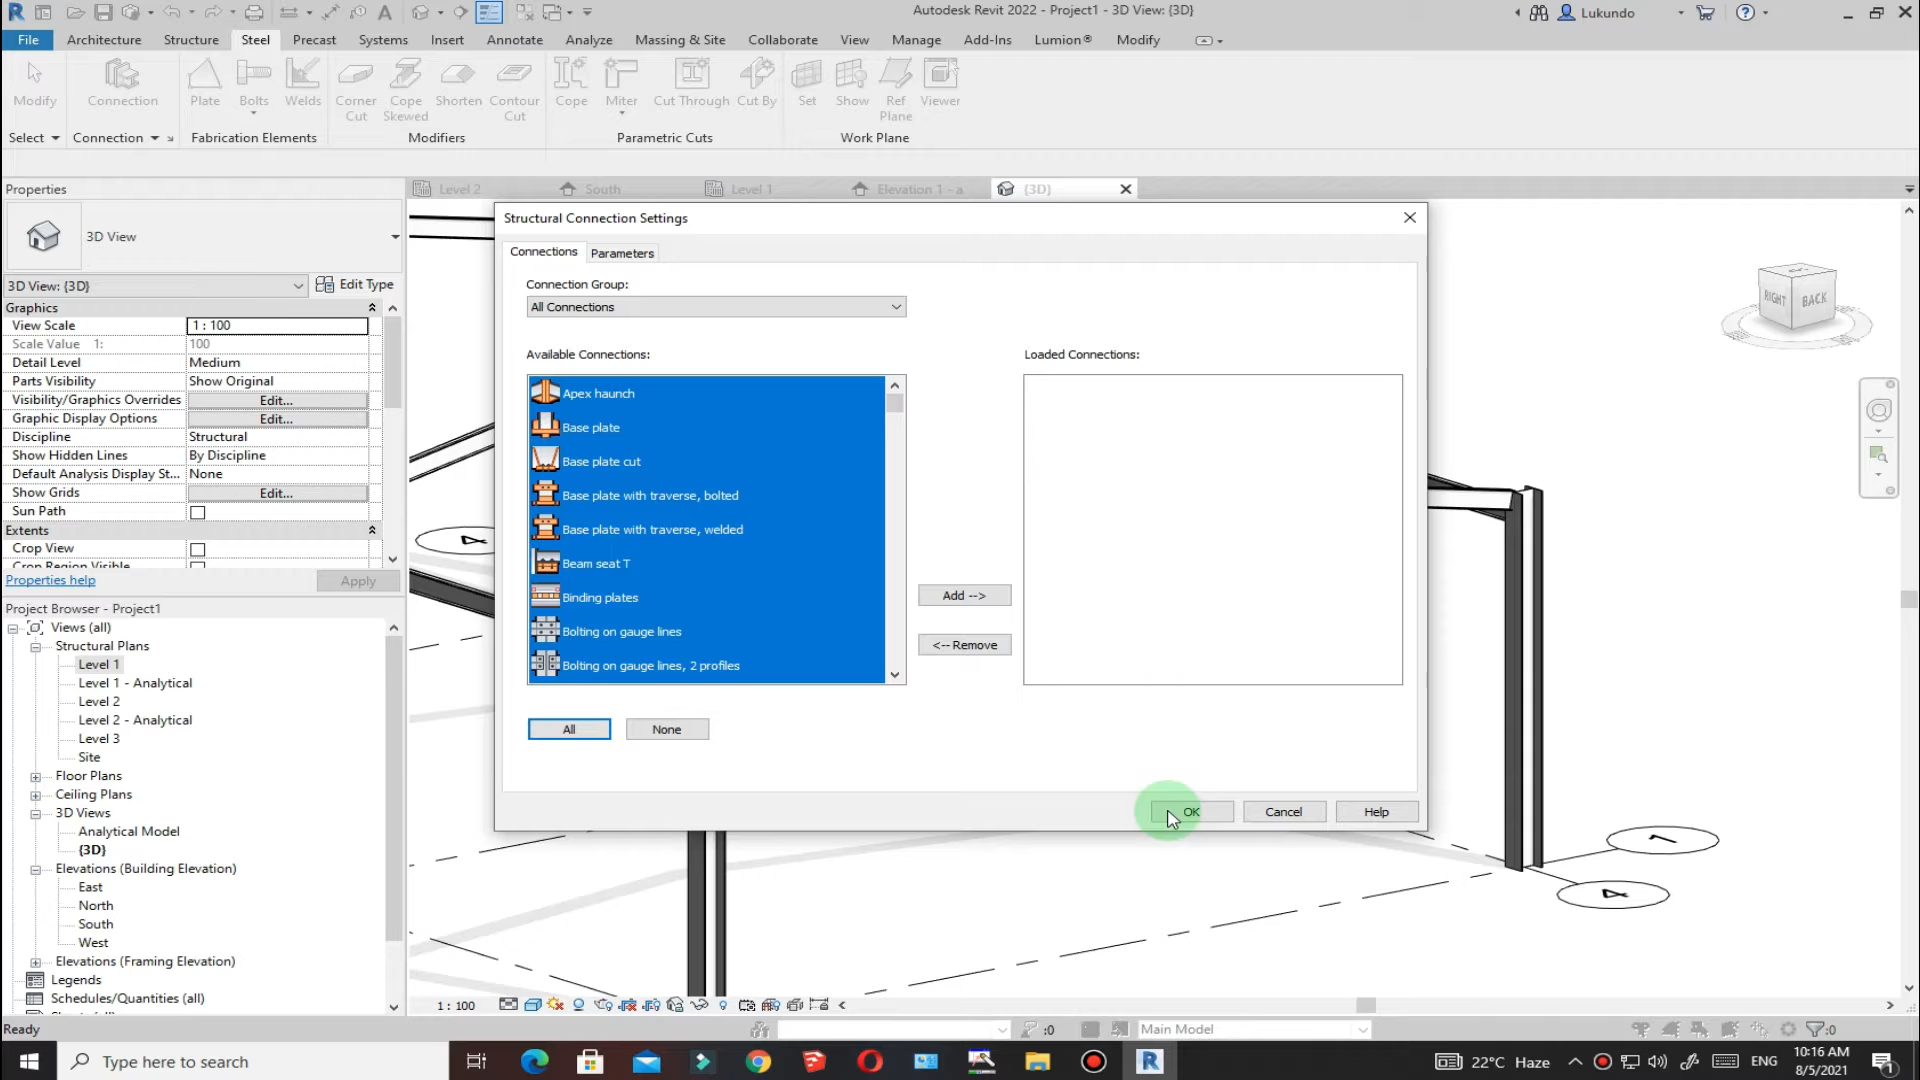 Autodesk Revit 2022 - Project1 - 3D View: {3D}
Lukundo
File Architecture Structure Steel Precast Systems Insert Annotate Analyze Massing & Site Collaborate View Manage Add-Ins Lumion® Modify
Modify Connection Plate Bolts Welds Corner Cut Cope Skewed Shorten Contour Cut Cope Miter Cut Through Cut By Set Show Ref Plane Viewer
Select Connection Fabrication Elements Modifiers Parametric Cuts Work Plane
Properties
Level 2 South Level 1 Elevation 1 - a {3D}
3D View
3D View: {3D} Edit Type
Graphics
View Scale 1 : 100
Scale Value 1: 100
Detail Level Medium
Parts Visibility Show Original
Visibility/Graphics Overrides Edit...
Graphic Display Options Edit...
Discipline Structural
Show Hidden Lines By Discipline
Default Analysis Display St... None
Show Grids Edit...
Sun Path
Extents
Crop View
Crop Region Visible
Properties help Apply
Project Browser - Project1
Views (all)
Structural Plans
Level 1
Level 1 - Analytical
Level 2
Level 2 - Analytical
Level 3
Site
Floor Plans
Ceiling Plans
3D Views
Analytical Model
{3D}
Elevations (Building Elevation)
East
North
South
West
Elevations (Framing Elevation)
Legends
Schedules/Quantities (all)
Structural Connection Settings
Connections Parameters
Connection Group:
All Connections
Available Connections:
Loaded Connections:
Apex haunch
Base plate
Base plate cut
Base plate with traverse, bolted
Base plate with traverse, welded
Beam seat T
Binding plates
Bolting on gauge lines
Bolting on gauge lines, 2 profiles
Add -->
<-- Remove
All None
OK Cancel Help
RIGHT BACK
A
1
A
1 : 100
Ready :0 Main Model :0
Type here to search
22°C Haze ENG
10:16 AM
8/5/2021
1